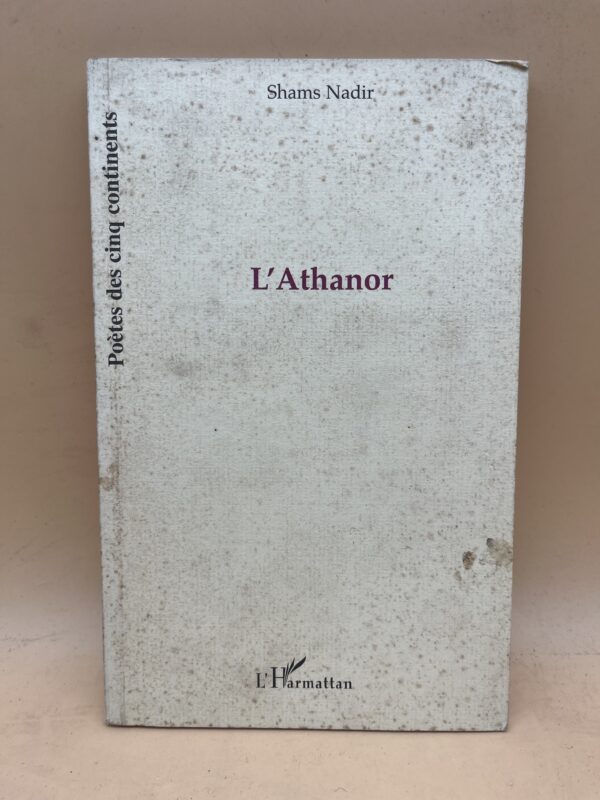 Shams Nadir
Poètes des cinq continents
L'Athanor
L'Harmattan